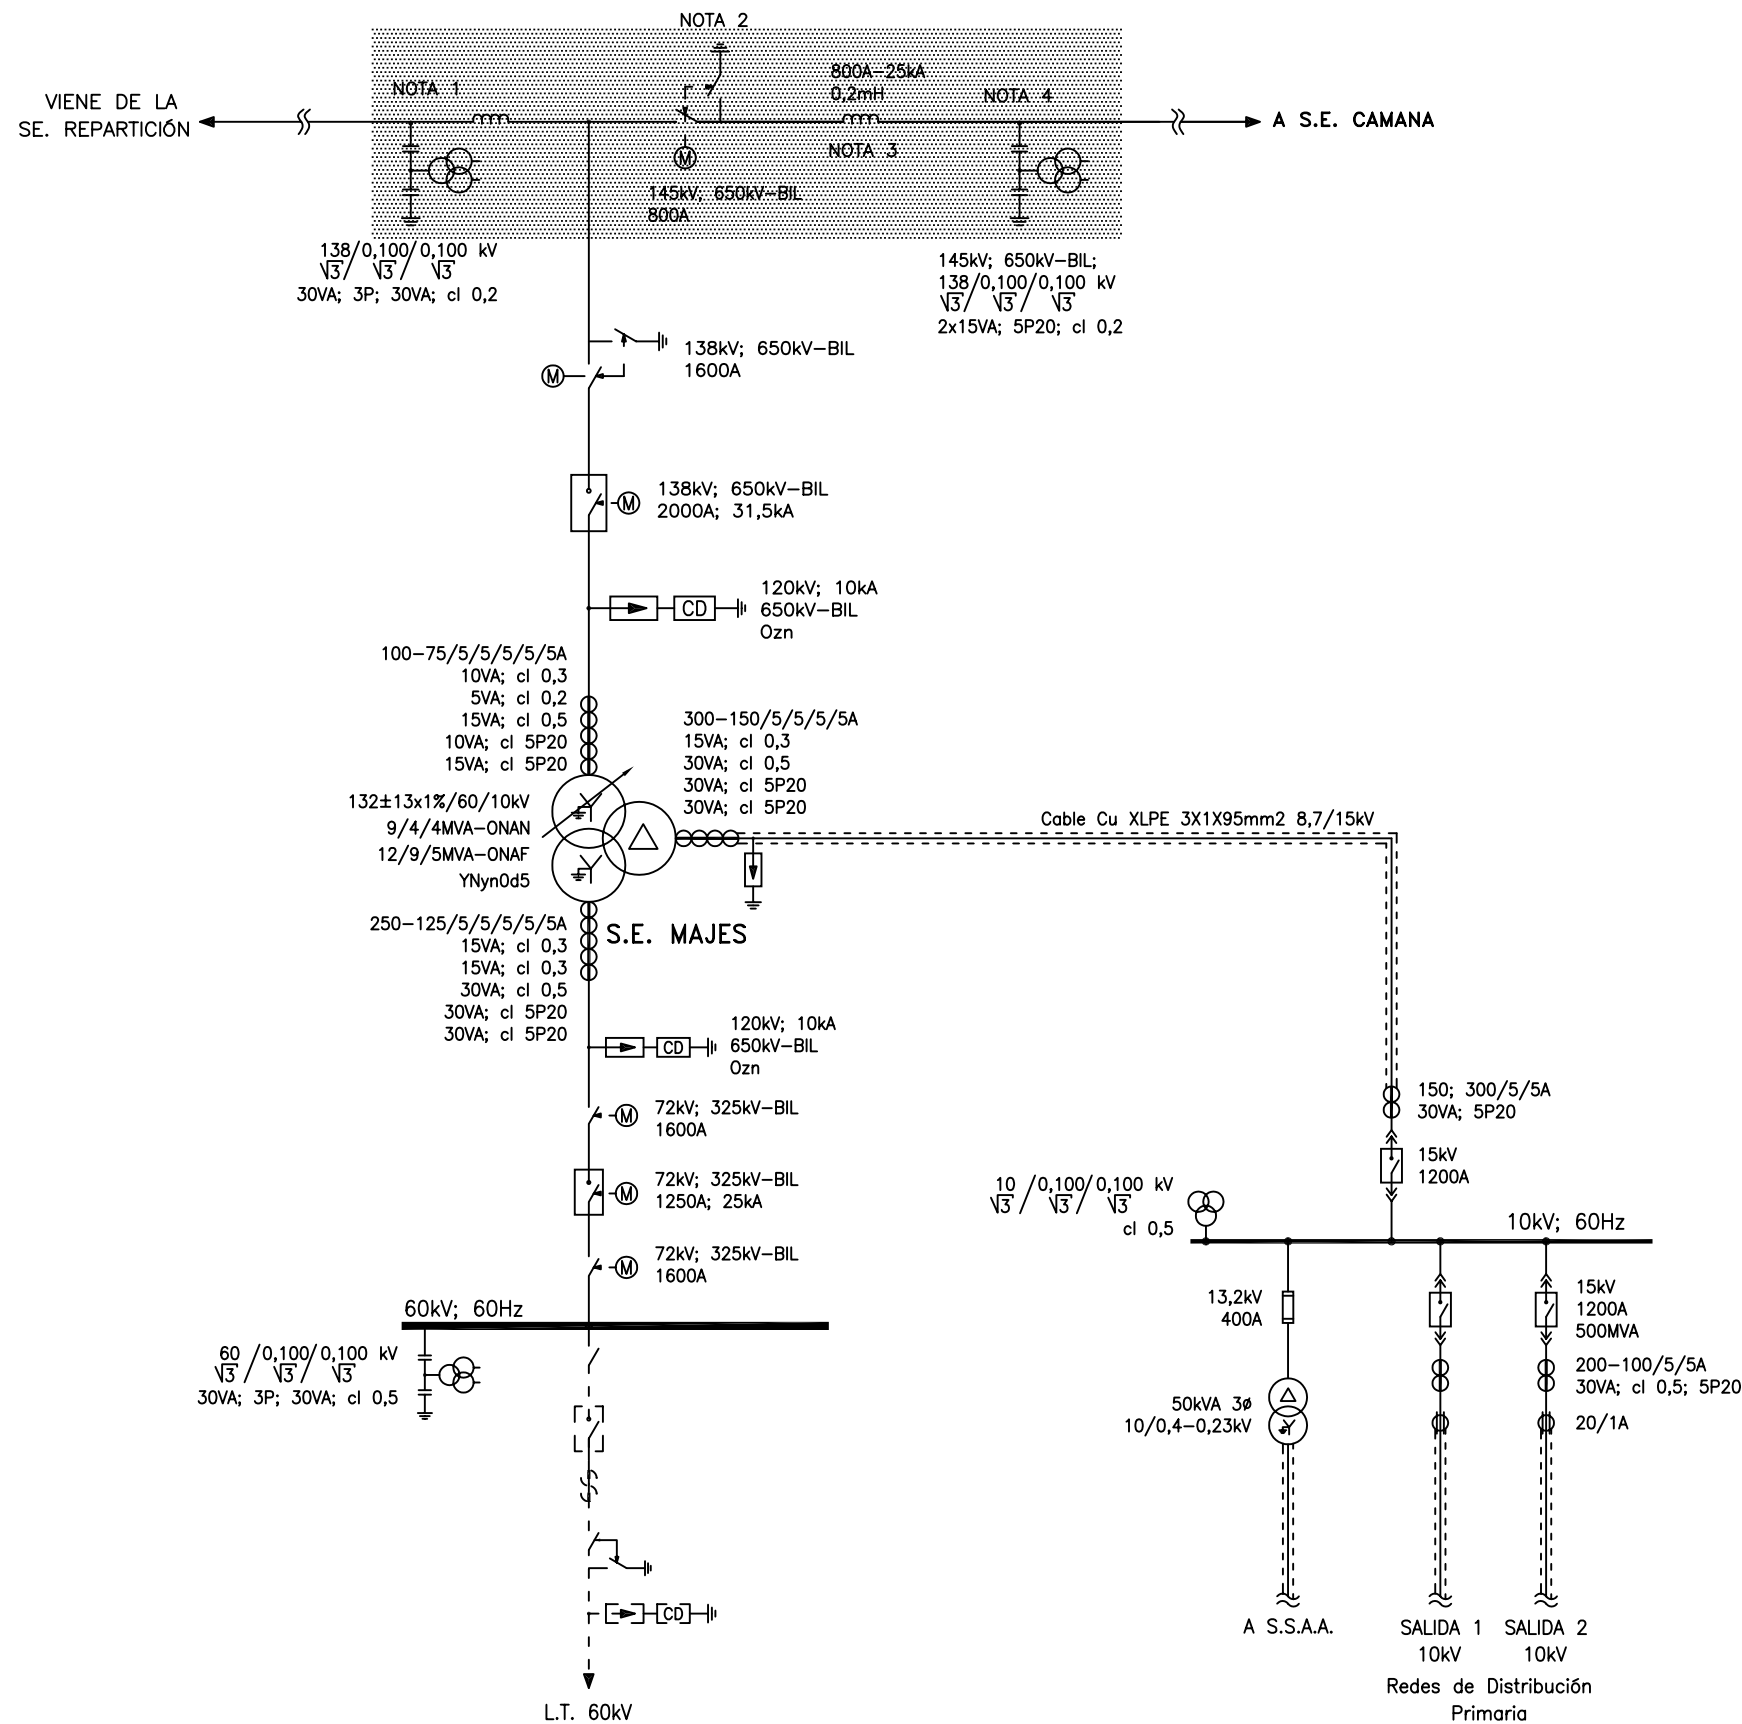 NOTA 2
NOTA 1
800A-25kA
0,2mH
NOTA 4
VIENE DE LA
SE. REPARTICIÓN
A S.E. CAMANA
NOTA 3
M
145kV; 650kV-BIL
800A
138/0,100/0,100 kV
√3/ √3/ √3
30VA; 3P; 30VA; cl 0,2
145kV; 650kV-BIL;
138/0,100/0,100 kV
√3/ √3/ √3
2x15VA; 5P20; cl 0,2
138kV; 650kV-BIL
1600A
M
138kV; 650kV-BIL
2000A; 31,5kA
M
120kV; 10kA
650kV-BIL
Ozn
CD
100-75/5/5/5/5/5A
10VA; cl 0,3
5VA; cl 0,2
15VA; cl 0,5
10VA; cl 5P20
15VA; cl 5P20
300-150/5/5/5/5A
15VA; cl 0,3
30VA; cl 0,5
30VA; cl 5P20
30VA; cl 5P20
132±13x1%/60/10kV
9/4/4MVA-ONAN
12/9/5MVA-ONAF
YNyn0d5
Cable Cu XLPE 3X1X95mm2 8,7/15kV
S.E. MAJES
250-125/5/5/5/5/5A
15VA; cl 0,3
15VA; cl 0,3
30VA; cl 0,5
30VA; cl 5P20
30VA; cl 5P20
120kV; 10kA
650kV-BIL
Ozn
CD
72kV; 325kV-BIL
1600A
M
72kV; 325kV-BIL
1250A; 25kA
M
72kV; 325kV-BIL
1600A
M
60kV; 60Hz
60/0,100/0,100 kV
√3/ √3/ √3
30VA; 3P; 30VA; cl 0,5
CD
L.T. 60kV
150; 300/5/5A
30VA; 5P20
15kV
1200A
10/0,100/0,100 kV
√3/ √3/ √3
cl 0,5
10kV; 60Hz
13,2kV
400A
15kV
1200A
500MVA
200-100/5/5A
30VA; cl 0,5; 5P20
20/1A
50kVA 3ø
10/0,4-0,23kV
A S.S.A.A.
SALIDA 1
10kV
SALIDA 2
10kV
Redes de Distribución
Primaria